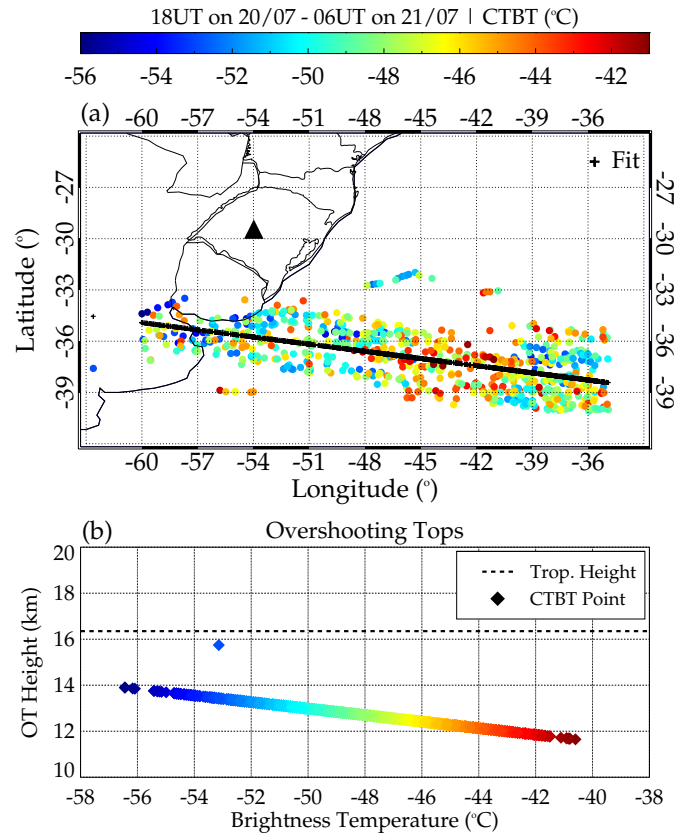 18UT on 20/07 - 06UT on 21/07 | CTBT (°C)
-56 -54 -52 -50 -48 -46 -44 -42
(a)
-60 -57 -54 -51 -48 -45 -42 -39 -36
Fit
-27 -27
-30 -30
-33 -33
-36 -36
-39 -39
Latitude (°)
-60 -57 -54 -51 -48 -45 -42 -39 -36
Longitude (°)
(b) Overshooting Tops
20
18
16
14
12
10
OT Height (km)
Trop. Height
CTBT Point
-58 -56 -54 -52 -50 -48 -46 -44 -42 -40 -38
Brightness Temperature (°C)